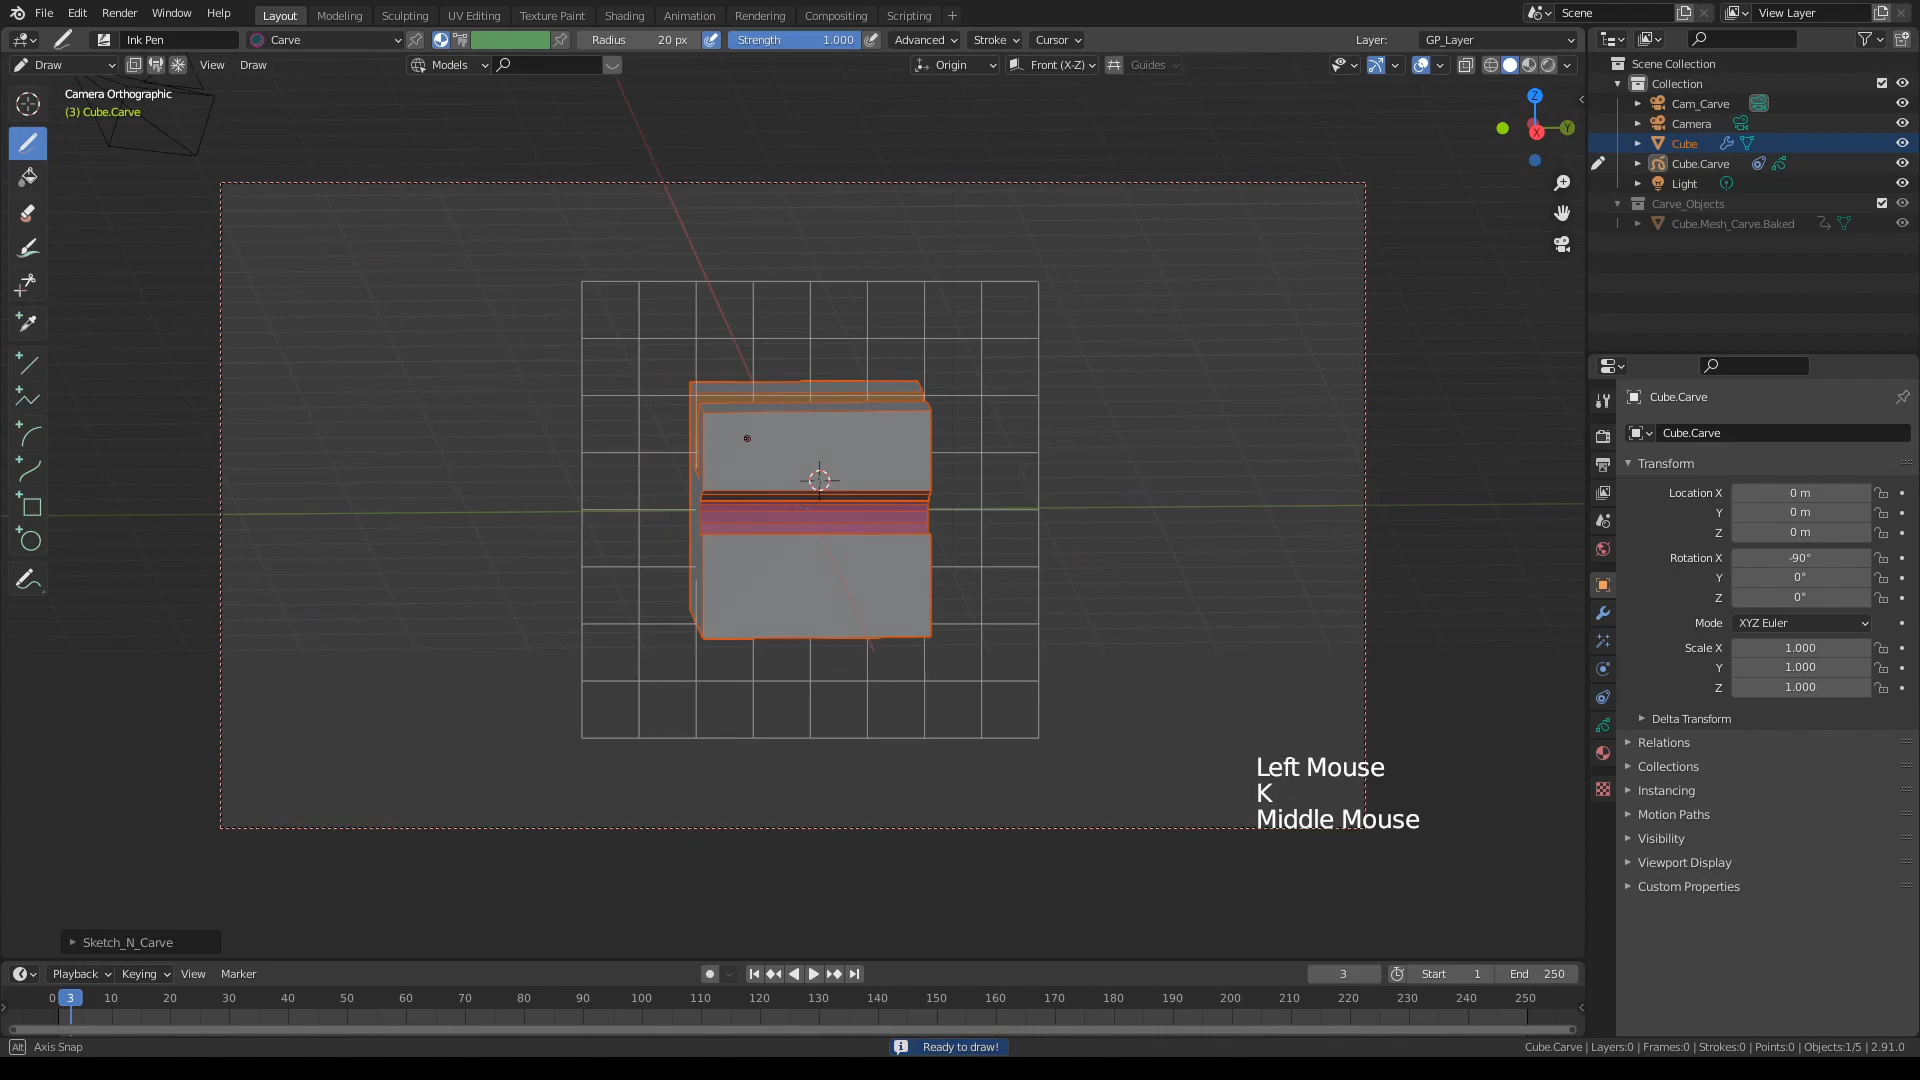 File Edit Render Window Help Layout Modeling Sculpting UV Editing Texture Paint Shading Animation Rendering Compositing Scripting Scene View Layer
Ink Pen Carve Radius 20 px Strength 1.000 Advanced Stroke Cursor Layer: GP_Layer
Draw View Draw Models Origin Front (X-Z) Guides
Camera Orthographic
(3) Cube.Carve
Z
X
Y
Scene Collection
Collection
Cam_Carve
Camera
Cube
Cube.Carve
Light
Carve_Objects
Cube.Mesh_Carve.Baked
Cube.Carve
Cube.Carve
Transform
Location X 0 m
Y 0 m
Z 0 m
Rotation X -90°
Y 0°
Z 0°
Mode XYZ Euler
Scale X 1.000
Y 1.000
Z 1.000
Delta Transform
Relations
Collections
Instancing
Motion Paths
Visibility
Viewport Display
Custom Properties
Left Mouse
K
Middle Mouse
Sketch_N_Carve
Playback Keying View Marker 3 Start 1 End 250
0 3 10 20 30 40 50 60 70 80 90 100 110 120 130 140 150 160 170 180 190 200 210 220 230 240 250
Alt Axis Snap Ready to draw! Cube.Carve | Layers:0 | Frames:0 | Strokes:0 | Points:0 | Objects:1/5 | 2.91.0